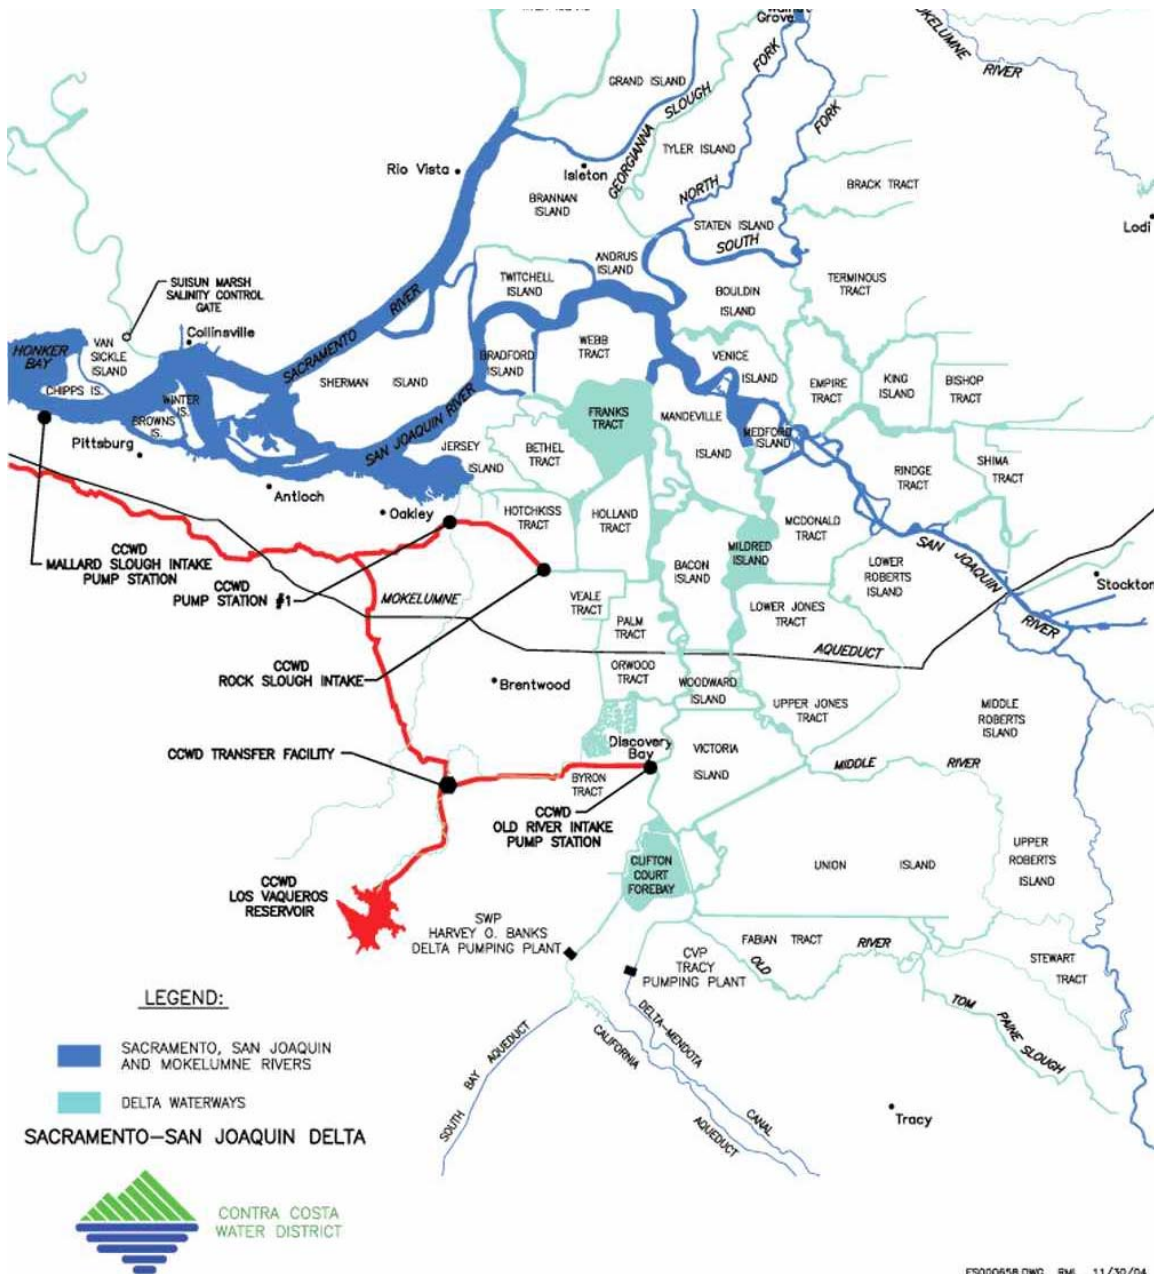 Grove
GRAND ISLAND
MOKELUMNE
RIVER
FORK
GEORGIANNA SLOUGH
FORK
TYLER ISLAND
Rio Vista
Isleton
NORTH
BRACK TRACT
BRANNAN
ISLAND
STATEN ISLAND
SOUTH
Lodi
ANDRUS
ISLAND
TWITCHELL
ISLAND
TERMINOUS
TRACT
SUISUN MARSH
SALINITY CONTROL
GATE
BOULDIN
ISLAND
Collinsville
SACRAMENTO RIVER
HONKER
BAY
VAN
SICKLE
ISLAND
WEBB
TRACT
BRADFORD
ISLAND
VENICE
ISLAND
SHERMAN ISLAND
EMPIRE
TRACT
KING
ISLAND
BISHOP
TRACT
CHIPPS IS.
WINTER
IS.
BROWNS
IS.
FRANKS
TRACT
MANDEVILLE
ISLAND
MEDFORD
ISLAND
Pittsburg
SAN JOAQUIN RIVER
JERSEY
ISLAND
BETHEL
TRACT
RINDGE
TRACT
SHIMA
TRACT
Antioch
Oakley
HOTCHKISS
TRACT
HOLLAND
TRACT
MCDONALD
TRACT
CCWD
MALLARD SLOUGH INTAKE
PUMP STATION
MILDRED
ISLAND
SAN JOAQUIN
RIVER
BACON
ISLAND
LOWER
ROBERTS
ISLAND
Stockton
CCWD
PUMP STATION #1
MOKELUMNE
VEALE
TRACT
LOWER JONES
TRACT
PALM
TRACT
AQUEDUCT
CCWD
ROCK SLOUGH INTAKE
ORWOOD
TRACT
Brentwood
WOODWARD
ISLAND
UPPER JONES
TRACT
MIDDLE
ROBERTS
ISLAND
CCWD TRANSFER FACILITY
Discovery
Bay
VICTORIA
ISLAND
MIDDLE RIVER
BYRON
TRACT
CCWD
OLD RIVER INTAKE
PUMP STATION
UPPER
ROBERTS
ISLAND
CLIFTON
COURT
FOREBAY
UNION ISLAND
CCWD
LOS VAQUEROS
RESERVOIR
SWP
HARVEY O. BANKS
DELTA PUMPING PLANT
FABIAN TRACT
OLD RIVER
CVP
TRACY
PUMPING PLANT
STEWART
TRACT
LEGEND:
TOM PAINE SLOUGH
DELTA-MENDOTA
CANAL
CALIFORNIA
AQUEDUCT
SOUTH BAY AQUEDUCT
SACRAMENTO, SAN JOAQUIN
AND MOKELUMNE RIVERS
DELTA WATERWAYS
Tracy
SACRAMENTO-SAN JOAQUIN DELTA
CONTRA COSTA
WATER DISTRICT